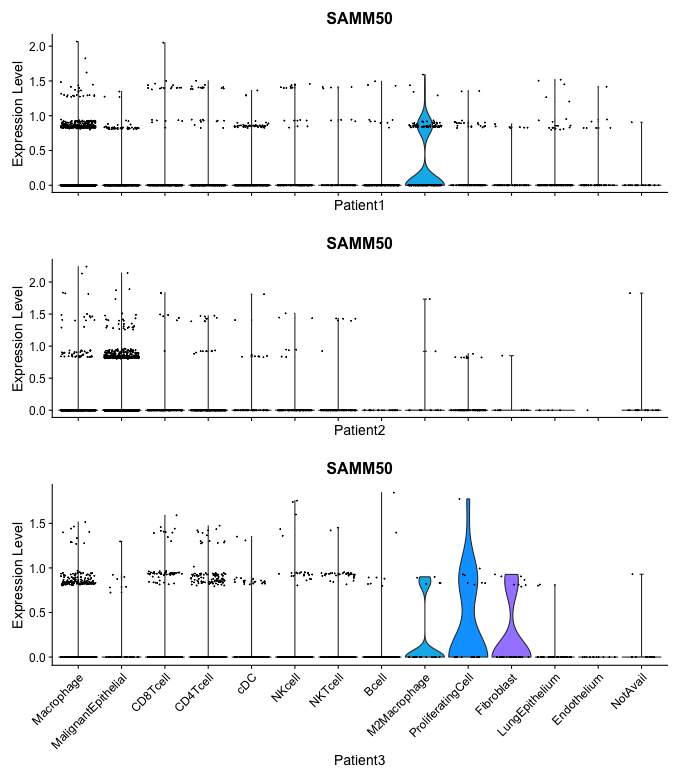 SAMM50
Expression Level
2.0
1.5
1.0
0.5
0.0
Patient1
SAMM50
Expression Level
2.0
1.5
1.0
0.5
0.0
Patient2
SAMM50
Expression Level
1.5
1.0
0.5
0.0
Macrophage
MalignantEpithelial
CD8Tcell
CD4Tcell
cDC
NKcell
NKTcell
Bcell
M2Macrophage
ProliferatingCell
Fibroblast
LungEpithelium
Endothelium
NotAvail
Patient3